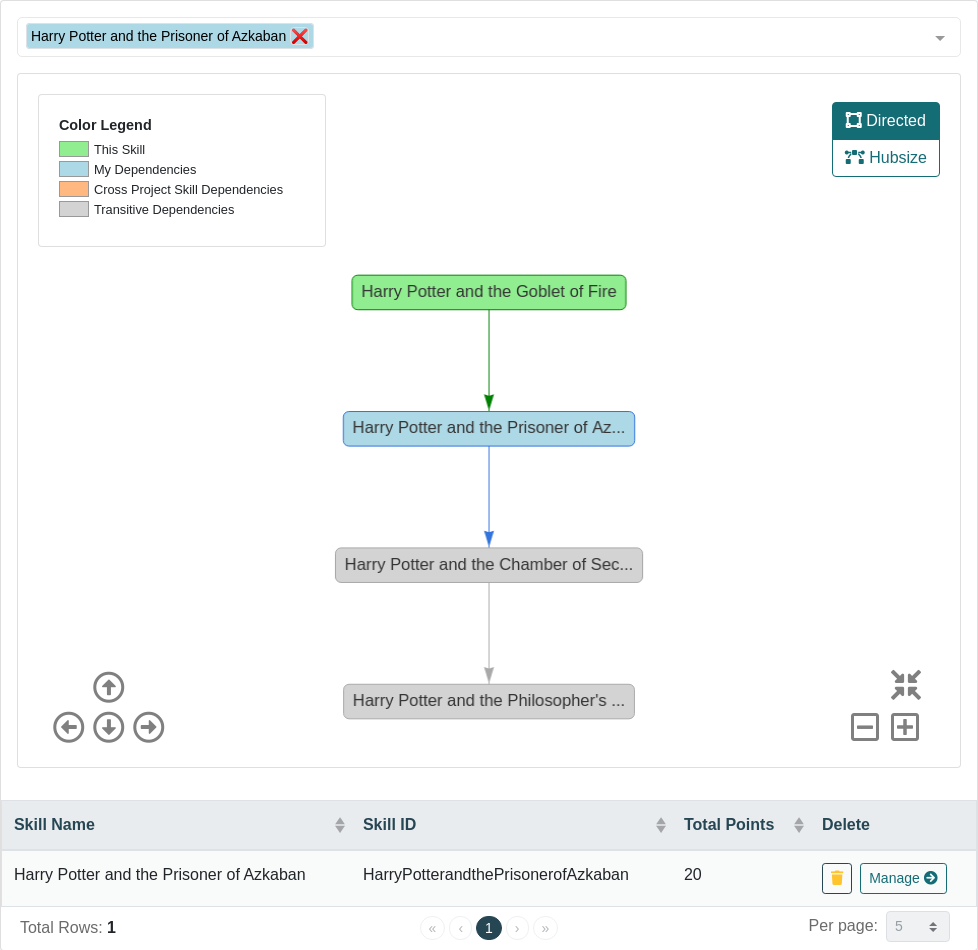 Harry Potter and the Prisoner of Azkaban
Color Legend
This Skill
My Dependencies
Cross Project Skill Dependencies
Transitive Dependencies
Directed
Hubsize
Harry Potter and the Goblet of Fire
Harry Potter and the Prisoner of Az...
Harry Potter and the Chamber of Sec...
Harry Potter and the Philosopher's ...
Skill Name Skill ID Total Points Delete
Harry Potter and the Prisoner of Azkaban HarryPotterandthePrisonerofAzkaban 20 Manage
Total Rows: 1 « ‹ 1 › » Per page: 5